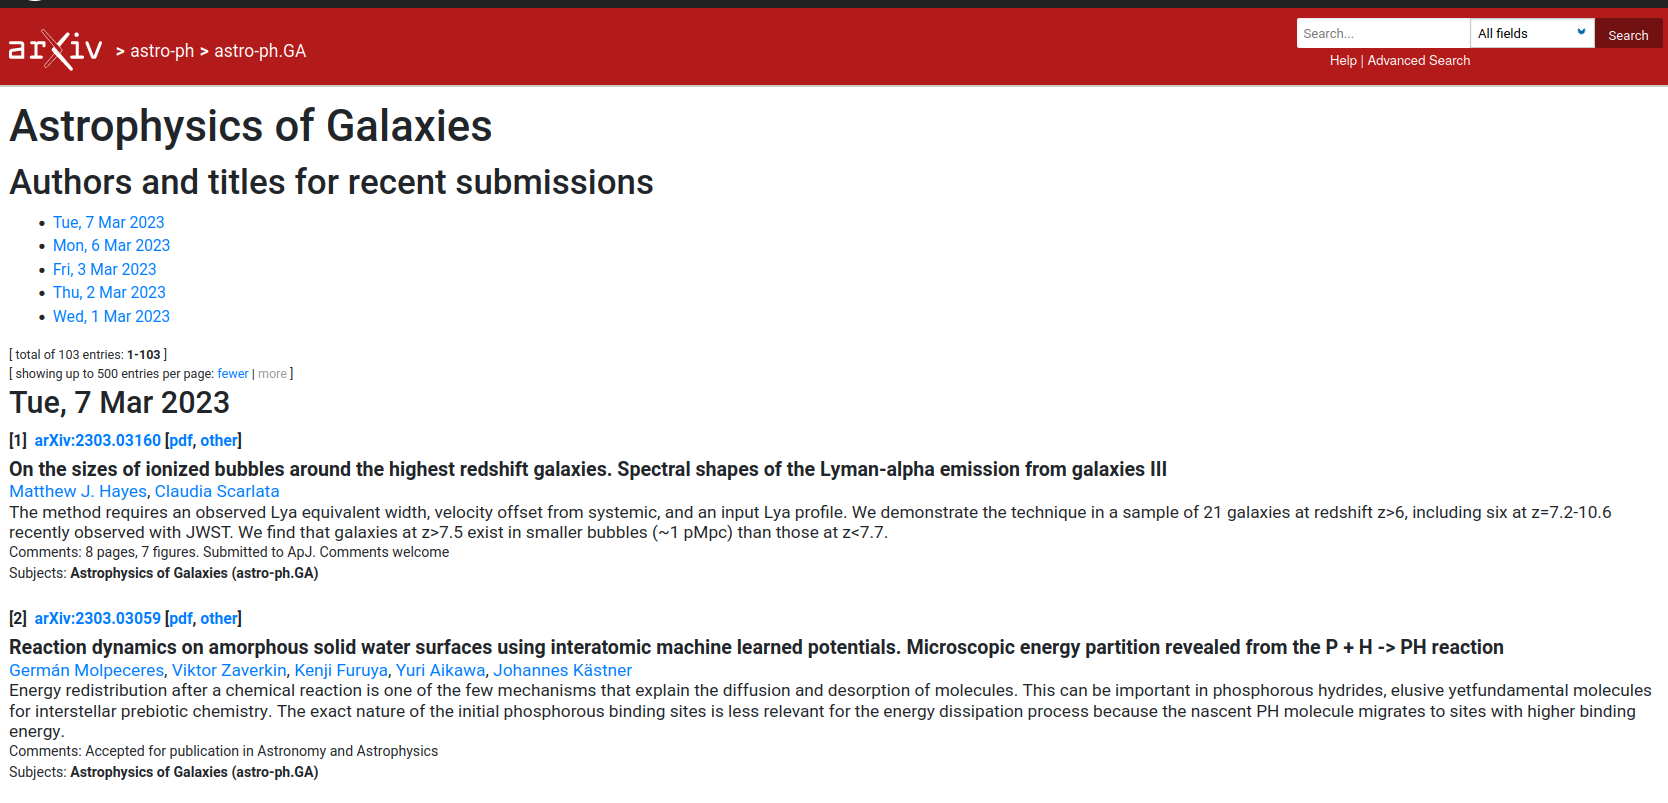 arXiv > astro-ph > astro-ph.GA
Search...
All fields
Search
Help | Advanced Search
Astrophysics of Galaxies
Authors and titles for recent submissions
Tue, 7 Mar 2023
Mon, 6 Mar 2023
Fri, 3 Mar 2023
Thu, 2 Mar 2023
Wed, 1 Mar 2023
[ total of 103 entries: 1-103 ]
[ showing up to 500 entries per page: fewer | more ]
Tue, 7 Mar 2023
[1] arXiv:2303.03160 [pdf, other]
On the sizes of ionized bubbles around the highest redshift galaxies. Spectral shapes of the Lyman-alpha emission from galaxies III
Matthew J. Hayes, Claudia Scarlata
The method requires an observed Lya equivalent width, velocity offset from systemic, and an input Lya profile. We demonstrate the technique in a sample of 21 galaxies at redshift z>6, including six at z=7.2-10.6
recently observed with JWST. We find that galaxies at z>7.5 exist in smaller bubbles (~1 pMpc) than those at z<7.7.
Comments: 8 pages, 7 figures. Submitted to ApJ. Comments welcome
Subjects: Astrophysics of Galaxies (astro-ph.GA)
[2] arXiv:2303.03059 [pdf, other]
Reaction dynamics on amorphous solid water surfaces using interatomic machine learned potentials. Microscopic energy partition revealed from the P + H -> PH reaction
Germán Molpeceres, Viktor Zaverkin, Kenji Furuya, Yuri Aikawa, Johannes Kästner
Energy redistribution after a chemical reaction is one of the few mechanisms that explain the diffusion and desorption of molecules. This can be important in phosphorous hydrides, elusive yetfundamental molecules
for interstellar prebiotic chemistry. The exact nature of the initial phosphorous binding sites is less relevant for the energy dissipation process because the nascent PH molecule migrates to sites with higher binding
energy.
Comments: Accepted for publication in Astronomy and Astrophysics
Subjects: Astrophysics of Galaxies (astro-ph.GA)